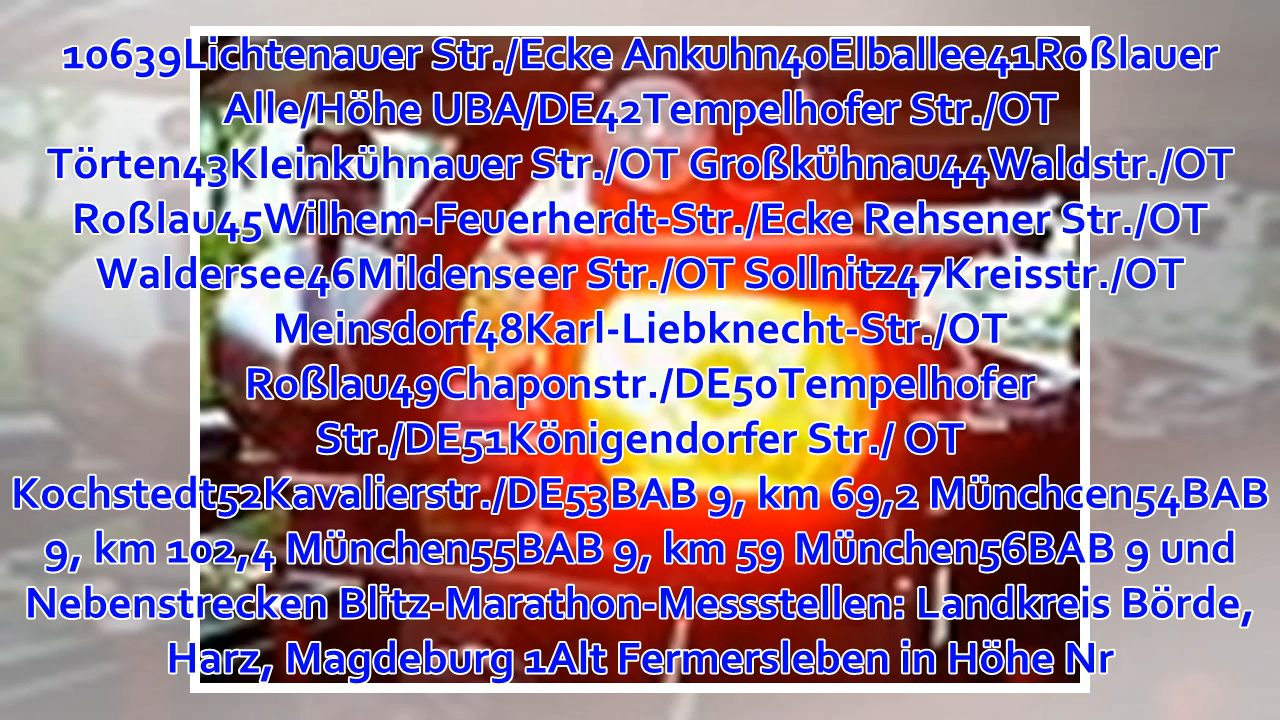 10639Lichtenauer Str./Ecke Ankuhn40Elballee41Roßlauer
Alle/Höhe UBA/DE42Tempelhofer Str./OT
Törten43Kleinkühnauer Str./OT Großkühnau44Waldstr./OT
Roßlau45Wilhem-Feuerherdt-Str./Ecke Rehsener Str./OT
Waldersee46Mildenseer Str./OT Sollnitz47Kreisstr./OT
Meinsdorf48Karl-Liebknecht-Str./OT
Roßlau49Chaponstr./DE50Tempelhofer
Str./DE51Königendorfer Str./ OT
Kochstedt52Kavalierstr./DE53BAB 9, km 69,2 Münchcen54BAB
9, km 102,4 München55BAB 9, km 59 München56BAB 9 und
Nebenstrecken Blitz-Marathon-Messstellen: Landkreis Börde,
Harz, Magdeburg 1Alt Fermersleben in Höhe Nr